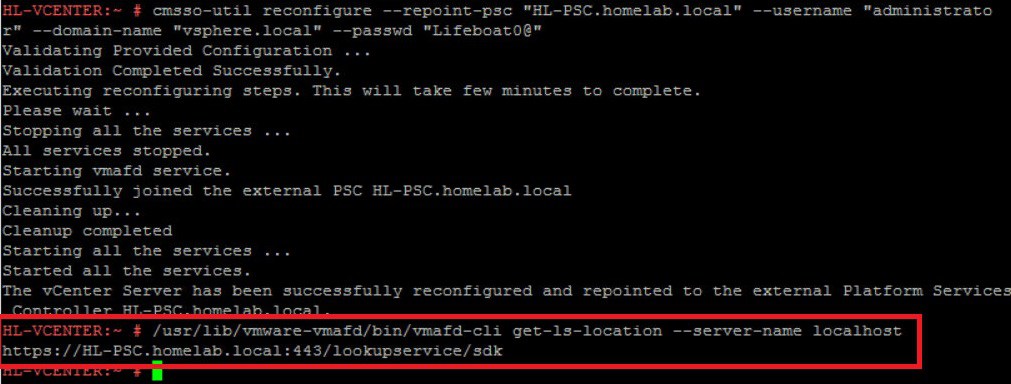 HL-VCENTER:~ # cmsso-util reconfigure --repoint-psc "HL-PSC.homelab.local" --username "administrato
r" --domain-name "vsphere.local" --passwd "Lifeboat0@"
Validating Provided Configuration ...
Validation Completed Successfully.
Executing reconfiguring steps. This will take few minutes to complete.
Please wait ...
Stopping all the services ...
All services stopped.
Starting vmafd service.
Successfully joined the external PSC HL-PSC.homelab.local
Cleaning up...
Cleanup completed
Starting all the services ...
Started all the services.
The vCenter Server has been successfully reconfigured and repointed to the external Platform Services
 Controller HL-PSC.homelab.local.
HL-VCENTER:~ # /usr/lib/vmware-vmafd/bin/vmafd-cli get-ls-location --server-name localhost
https://HL-PSC.homelab.local:443/lookupservice/sdk
HL-VCENTER:~ #